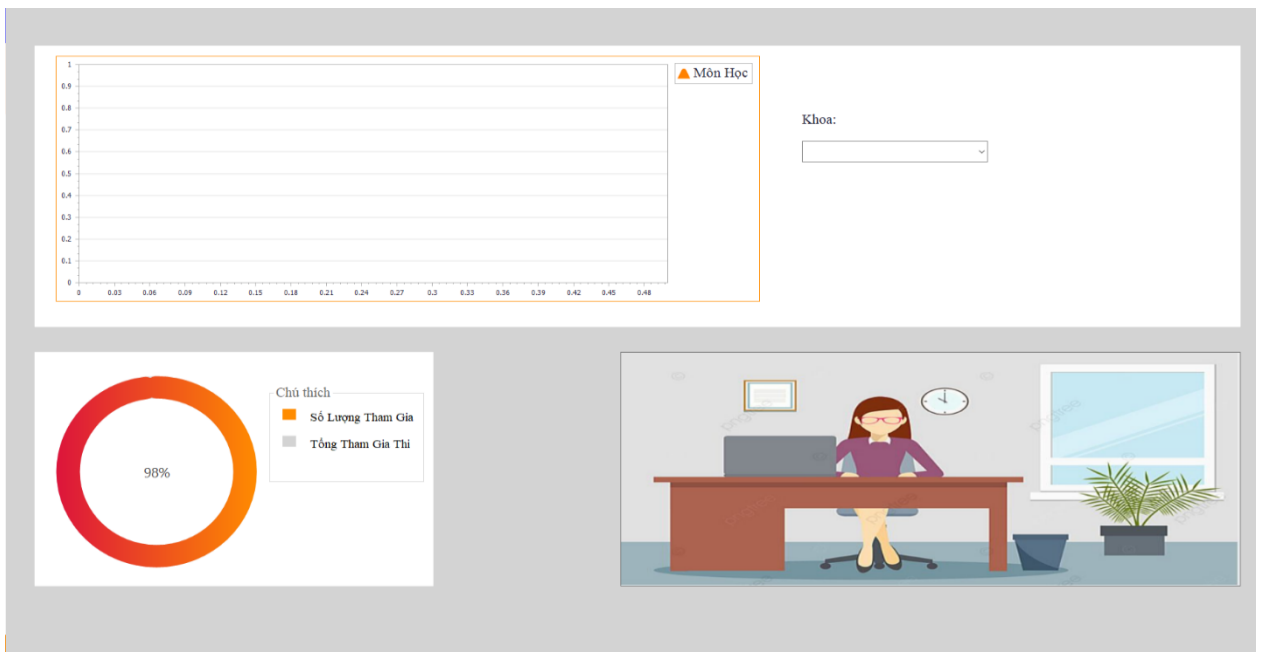 1
0.9
0.8
0.7
0.6
0.5
0.4
0.3
0.2
0.1
0
0 0.03 0.06 0.09 0.12 0.15 0.18 0.21 0.24 0.27 0.3 0.33 0.36 0.39 0.42 0.45 0.48
Môn Học
Khoa:
98%
Chú thích
Số Lượng Tham Gia
Tổng Tham Gia Thi